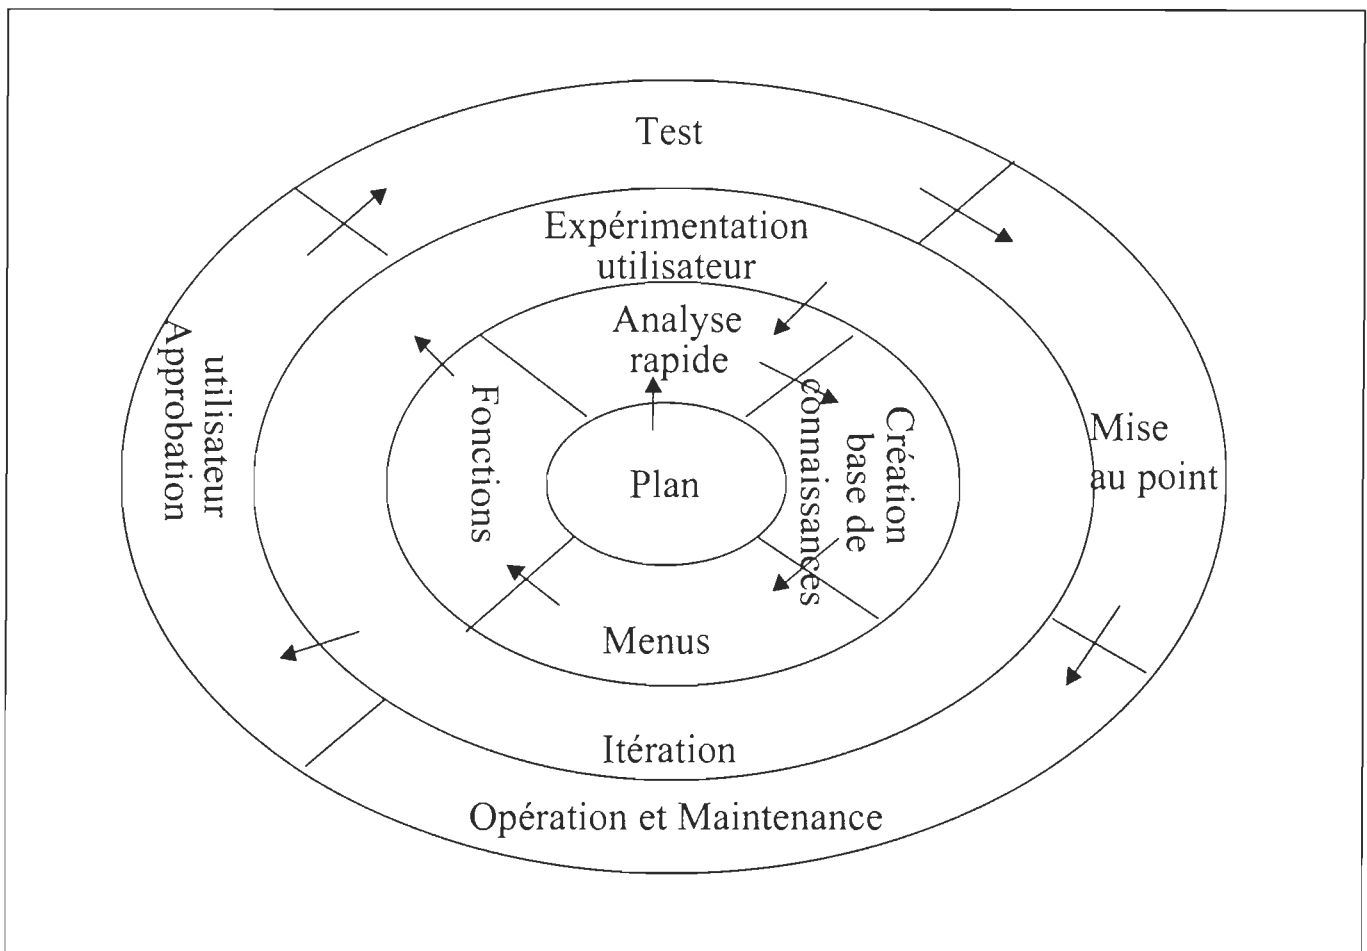 Test
Expérimentation
utilisateur
Analyse
rapide
Approbation
utilisateur
Fonctions
Plan
Création
base de
connaissances
Mise
au point
Menus
Itération
Opération et Maintenance